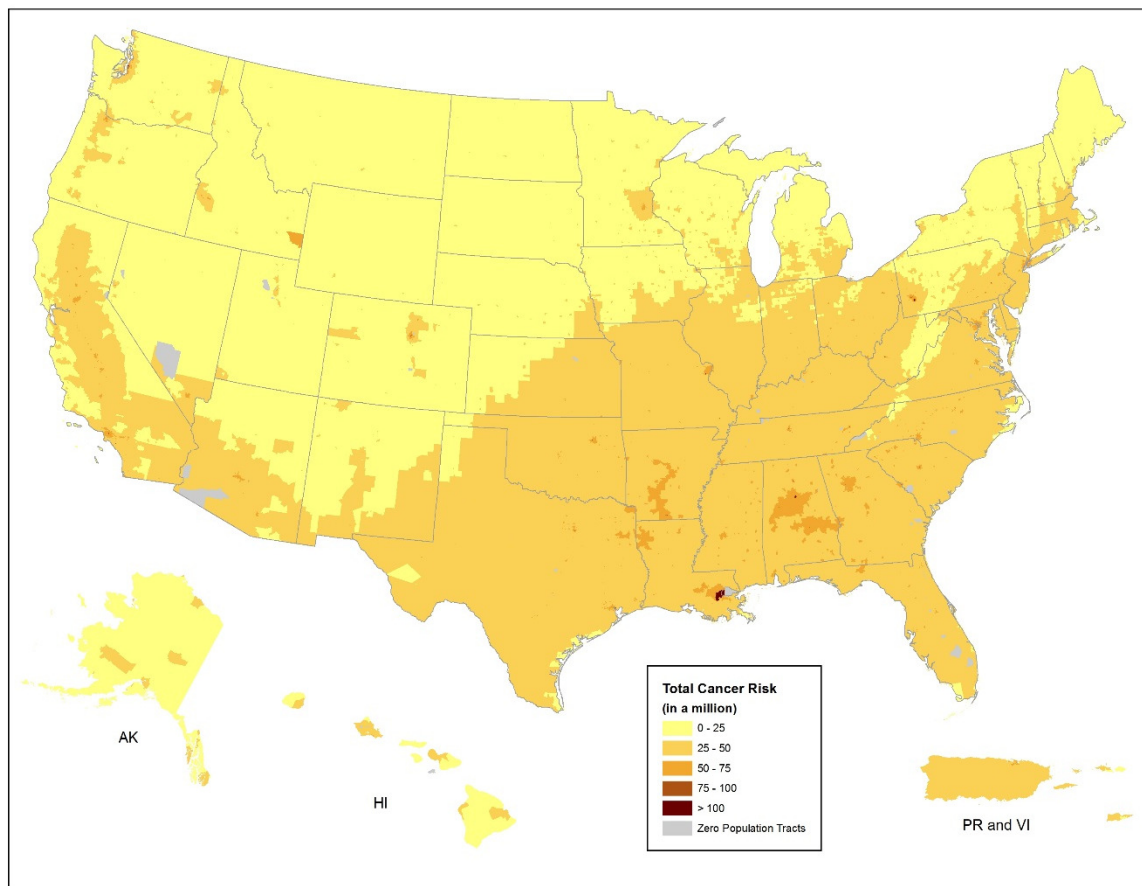 Total Cancer Risk
(in a million)
0 - 25
25 - 50
50 - 75
75 - 100
> 100
Zero Population Tracts
AK
HI
PR and VI